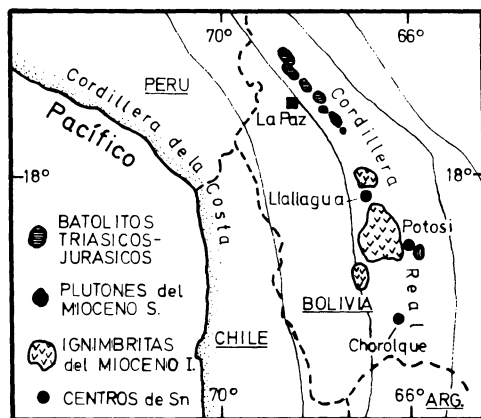 70°
66°
PERU
Cordillera de la Costa
Pacífico
La Paz
Cordillera Real
18°
18°
Llallagua
Potosi
BATOLITOS
TRIASICOS-
JURASICOS
PLUTONES del
MIOCENO S.
IGNIMBRITAS
del MIOCENO I.
CENTROS de Sn
BOLIVIA
Chorolque
CHILE
70°
66°
ARG.